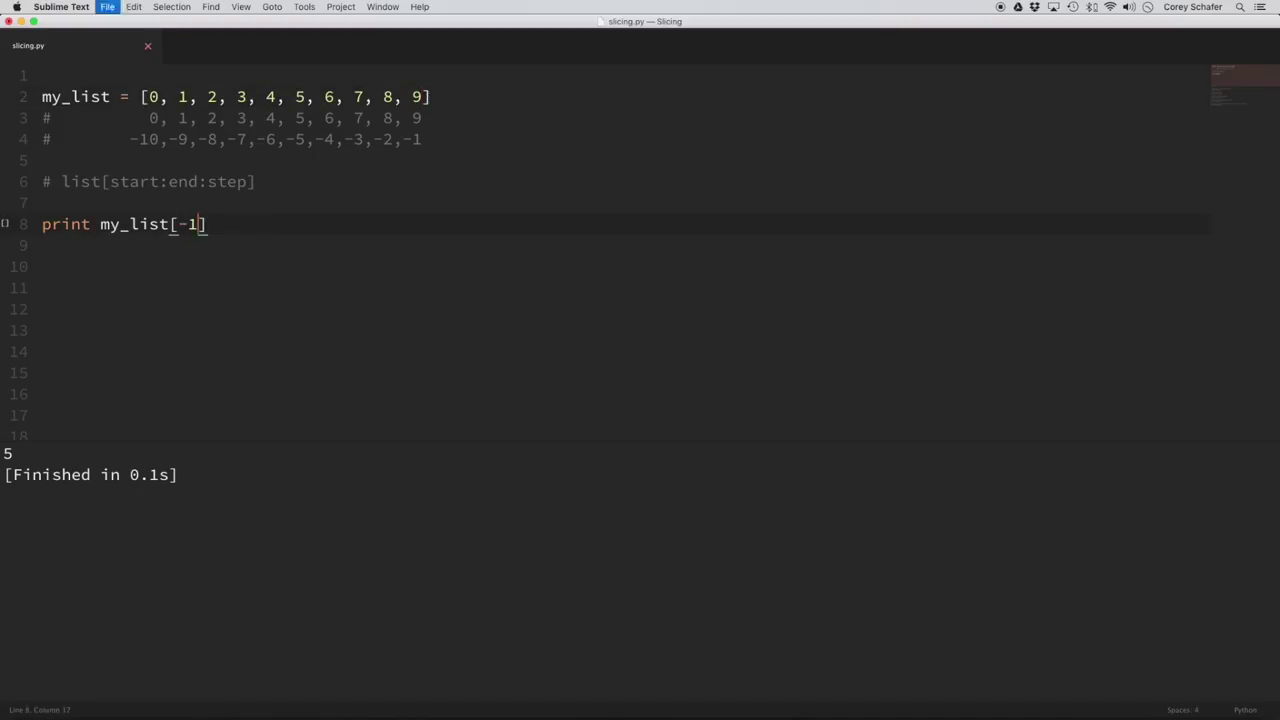 Sublime Text File Edit Selection Find View Goto Tools Project Window Help Corey Schafer
slicing.py — Slicing
slicing.py
1
2 my_list = [0, 1, 2, 3, 4, 5, 6, 7, 8, 9]
3 # 0, 1, 2, 3, 4, 5, 6, 7, 8, 9
4 # -10,-9,-8,-7,-6,-5,-4,-3,-2,-1
5
6 # list[start:end:step]
7
8 print my_list[-1]
9
10
11
12
13
14
15
16
17
18
5
[Finished in 0.1s]
Line 8, Column 17 Spaces: 4 Python